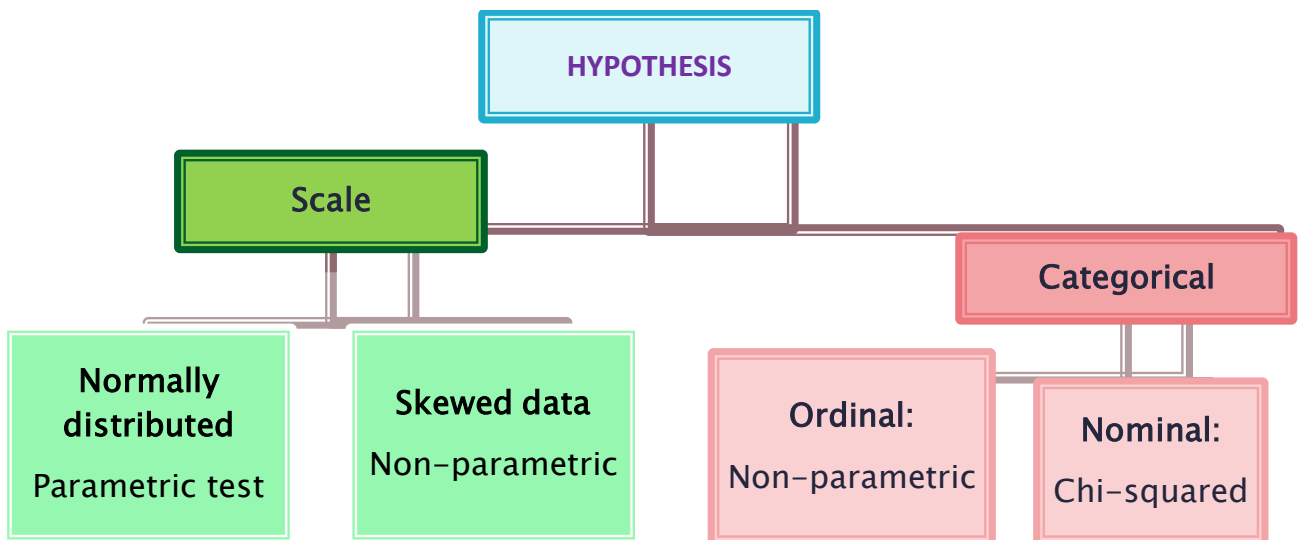 HYPOTHESIS
Scale
Categorical
Normally
distributed
Parametric test
Skewed data
Non-parametric
Ordinal:
Non-parametric
Nominal:
Chi-squared